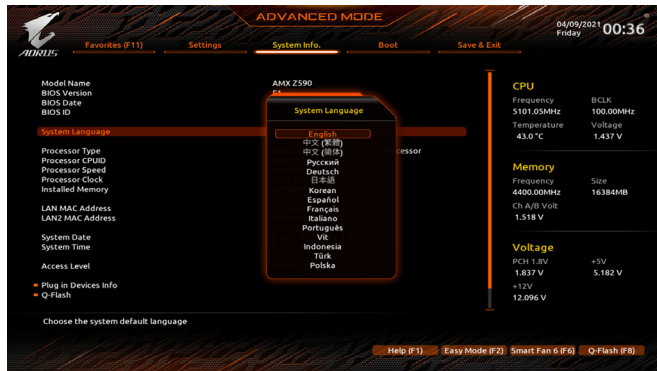 ADVANCED MODE
04/09/2021 00:36
Friday
AORUS
Favorites (F11) Settings System Info. Boot Save & Exit
Model Name AMX Z590
BIOS Version
BIOS Date
BIOS ID
System Language
Processor Type cessor
Processor CPUID
Processor Speed
Processor Clock
Installed Memory
LAN MAC Address
LAN2 MAC Address
System Date
System Time
Access Level
Plug in Devices Info
Q-Flash
System Language
English
中文 (繁體)
中文 (简体)
Русский
Deutsch
日本語
Korean
Español
Français
Italiano
Português
Vit
Indonesia
Türk
Polska
CPU
Frequency BCLK
5101.05MHz 100.00MHz
Temperature Voltage
43.0 °C 1.437 V
Memory
Frequency Size
4400.00MHz 16384MB
Ch A/B Volt
1.518 V
Voltage
PCH 1.8V +5V
1.837 V 5.182 V
+12V
12.096 V
Choose the system default language
Help (F1) Easy Mode (F2) Smart Fan 6 (F6) Q-Flash (F8)